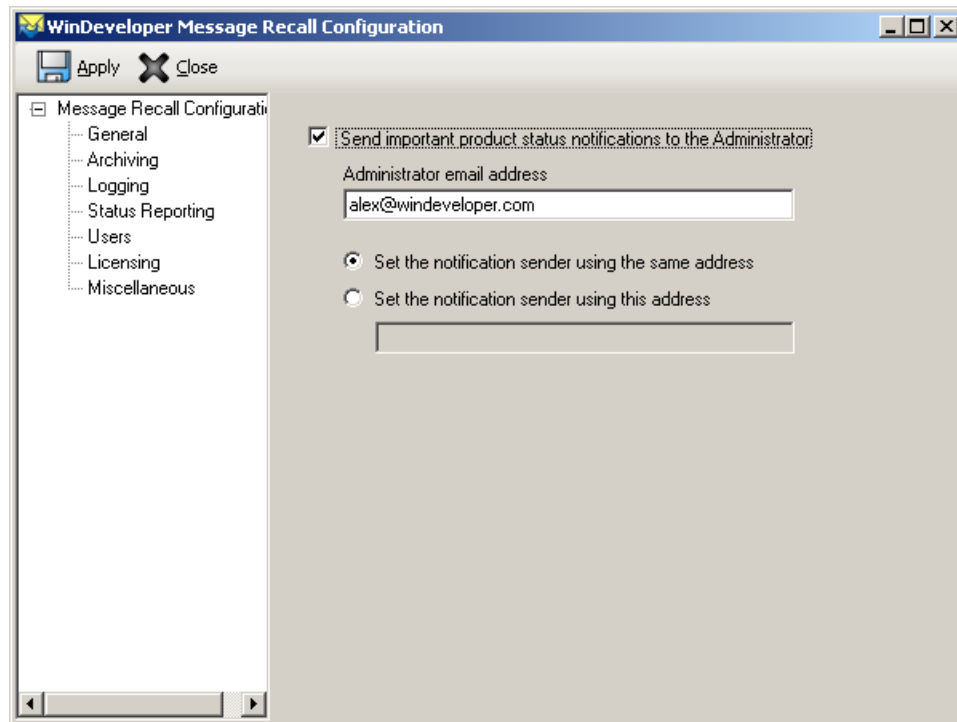 WinDeveloper Message Recall Configuration
Apply Close
Message Recall Configurati
General
Archiving
Logging
Status Reporting
Users
Licensing
Miscellaneous
Send important product status notifications to the Administrator
Administrator email address
alex@windeveloper.com
Set the notification sender using the same address
Set the notification sender using this address